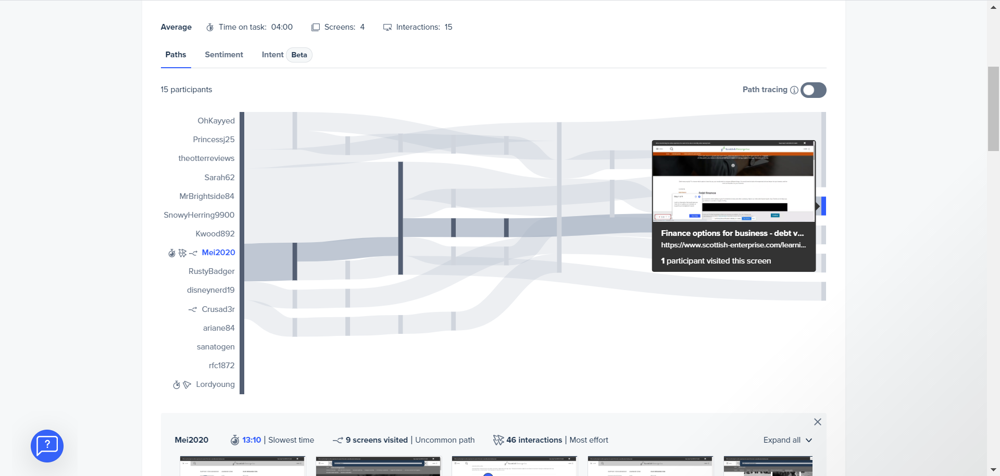 Average Time on task: 04:00 Screens: 4 Interactions: 15
Paths Sentiment Intent Beta
15 participants
Path tracing
OhKayyed
Princessj25
theotterreviews
Sarah62
MrBrightside84
SnowyHerring9900
Kwood892
Mei2020
RustyBadger
disneynerd19
Crusad3r
ariane84
sanatogen
rfc1872
Lordyoung
ScottishEnterprise
Debt finance
Finance options for business - debt v...
https://www.scottish-enterprise.com/learni...
1 participant visited this screen
Mei2020 13:10 | Slowest time 9 screens visited | Uncommon path 46 interactions | Most effort Expand all